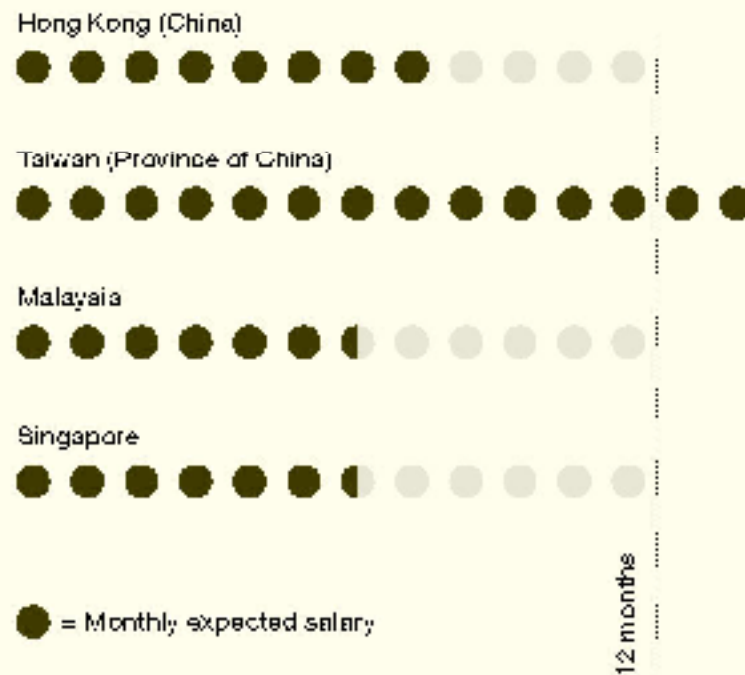 Hong Kong (China)
Taiwan (Province of China)
Malaysia
Singapore
= Monthly expected salary
12 months